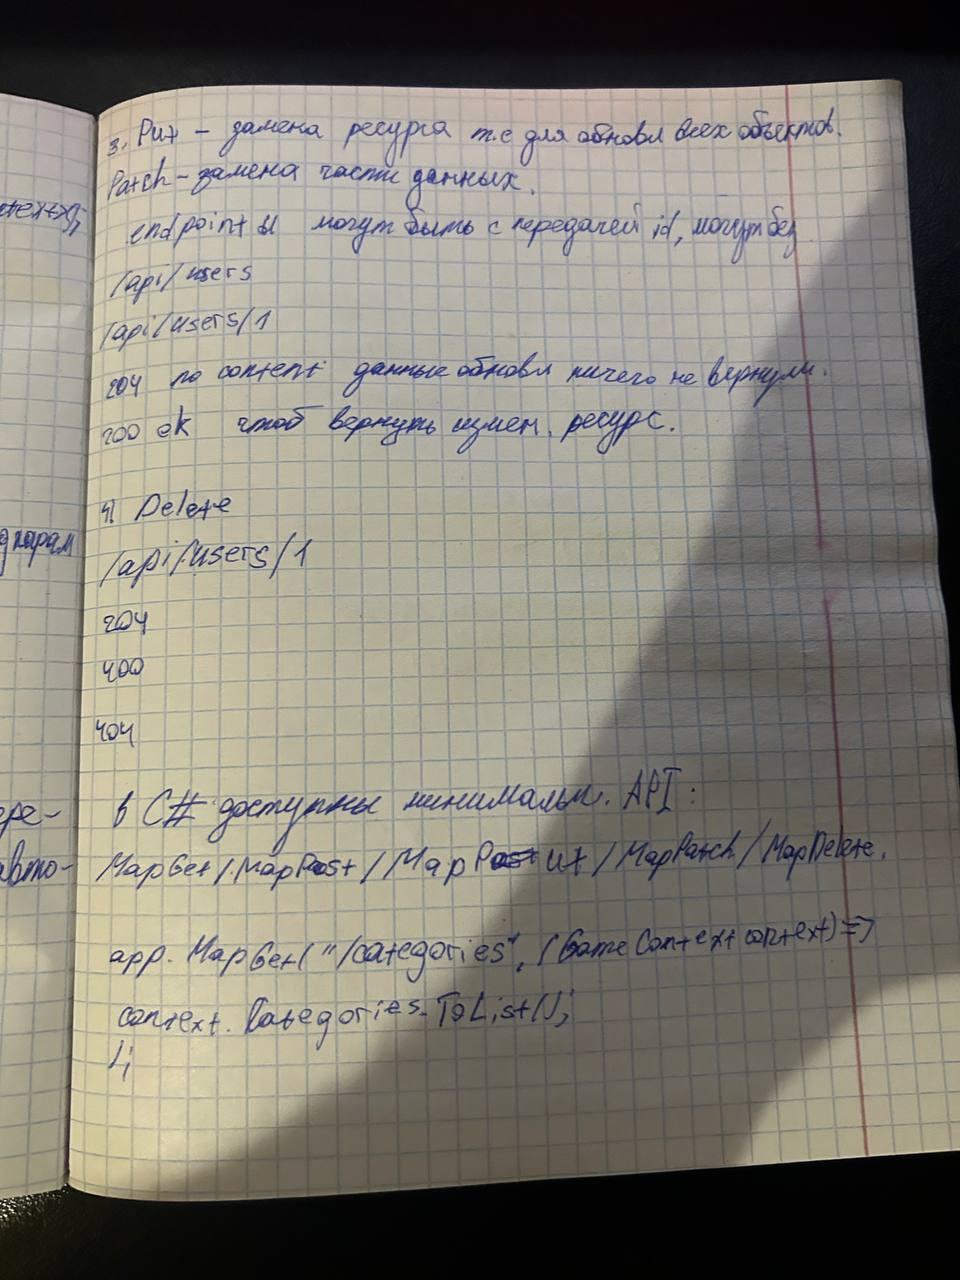 3. Put – замена ресурса т.е для обновл всех объектов.
Patch – замена части данных.
endpoint ы могут быть с передачей id, могут без
/api/users
/api/users/1
204 no content данные обновл ничего не вернули.
200 ok чтоб вернуть измен. ресурс.
4) Delete
/api/users/1
204
400
404
в C# доступны минимальн. API:
MapGet/MapPost/MapPut/MapPatch/MapDelete.
app.MapGet("/categories", (GameContext context) =>
context.Categories.ToList();
);
парам
авто-